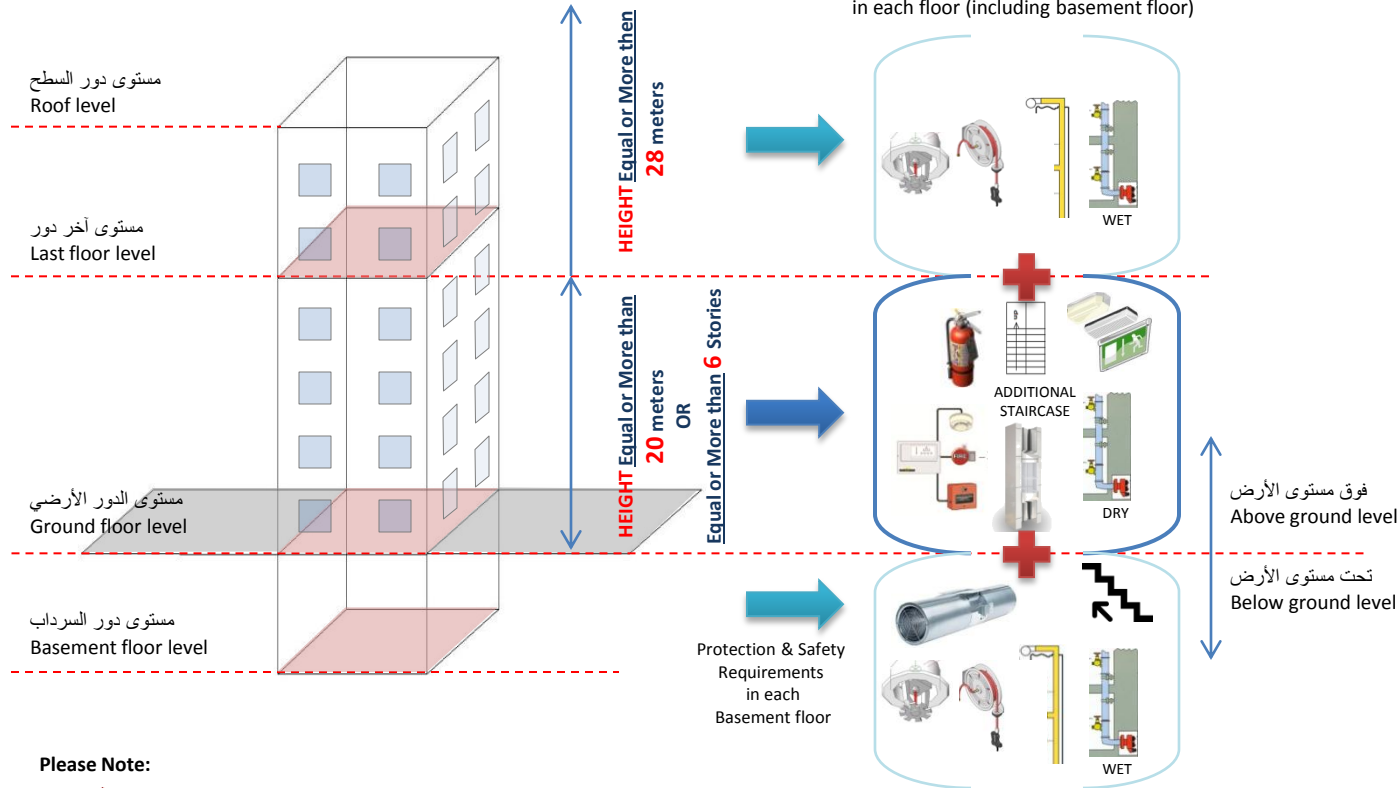 in each floor (including basement floor)
مستوى دور السطح
Roof level
HEIGHT Equal or More then
28 meters
WET
مستوى آخر دور
Last floor level
HEIGHT Equal or More than
20 meters
OR
Equal or More than 6 Stories
ADDITIONAL
STAIRCASE
DRY
مستوى الدور الأرضي
Ground floor level
فوق مستوى الأرض
Above ground level
تحت مستوى الأرض
Below ground level
مستوى دور السرداب
Basement floor level
Protection & Safety
Requirements
in each
Basement floor
WET
Please Note: